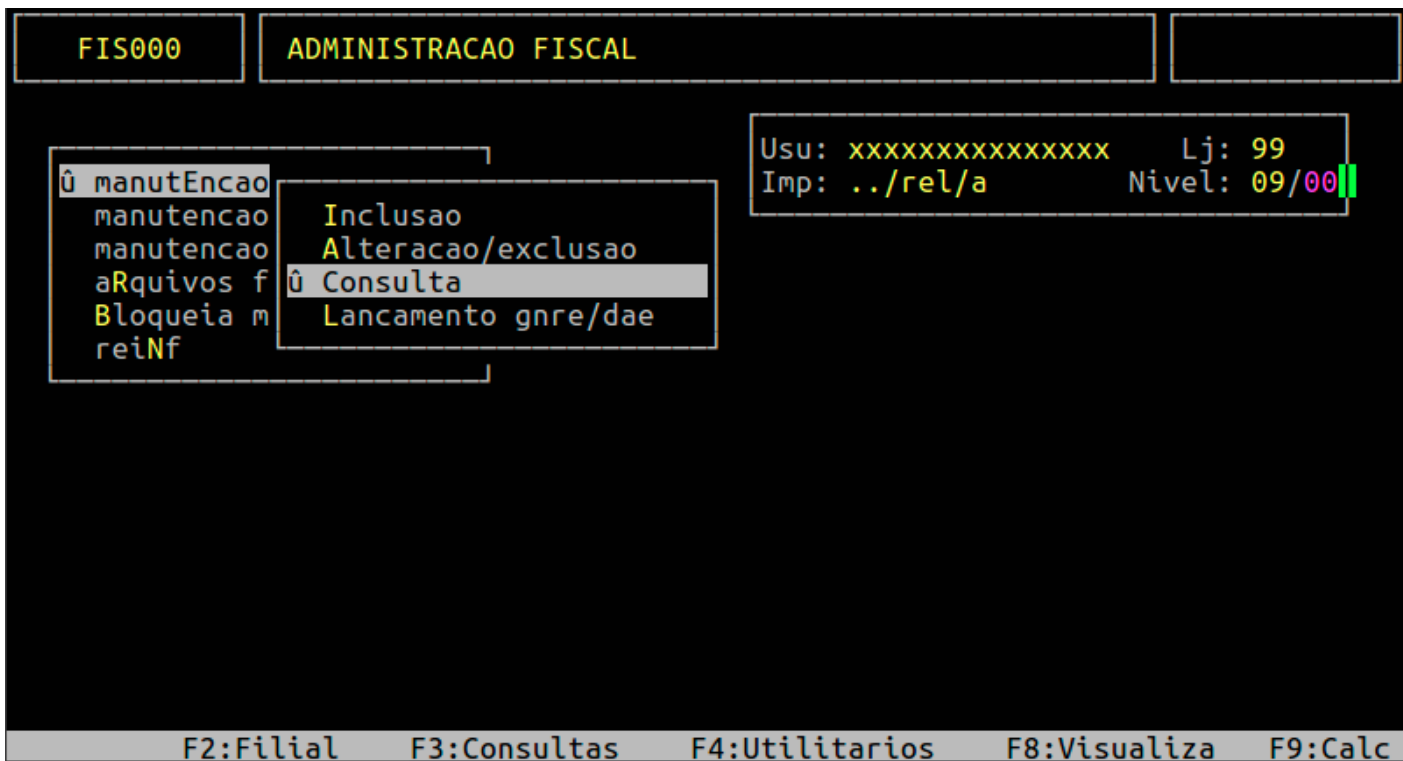 FIS000 ADMINISTRACAO FISCAL
Usu: xxxxxxxxxxxxxxx Lj: 99
Imp: ../rel/a Nivel: 09/00
û manutEncao
manutencao
manutencao
aRquivos f
Bloqueia m
reiNf
Inclusao
Alteracao/exclusao
û Consulta
Lancamento gnre/dae
F2:Filial F3:Consultas F4:Utilitarios F8:Visualiza F9:Calc